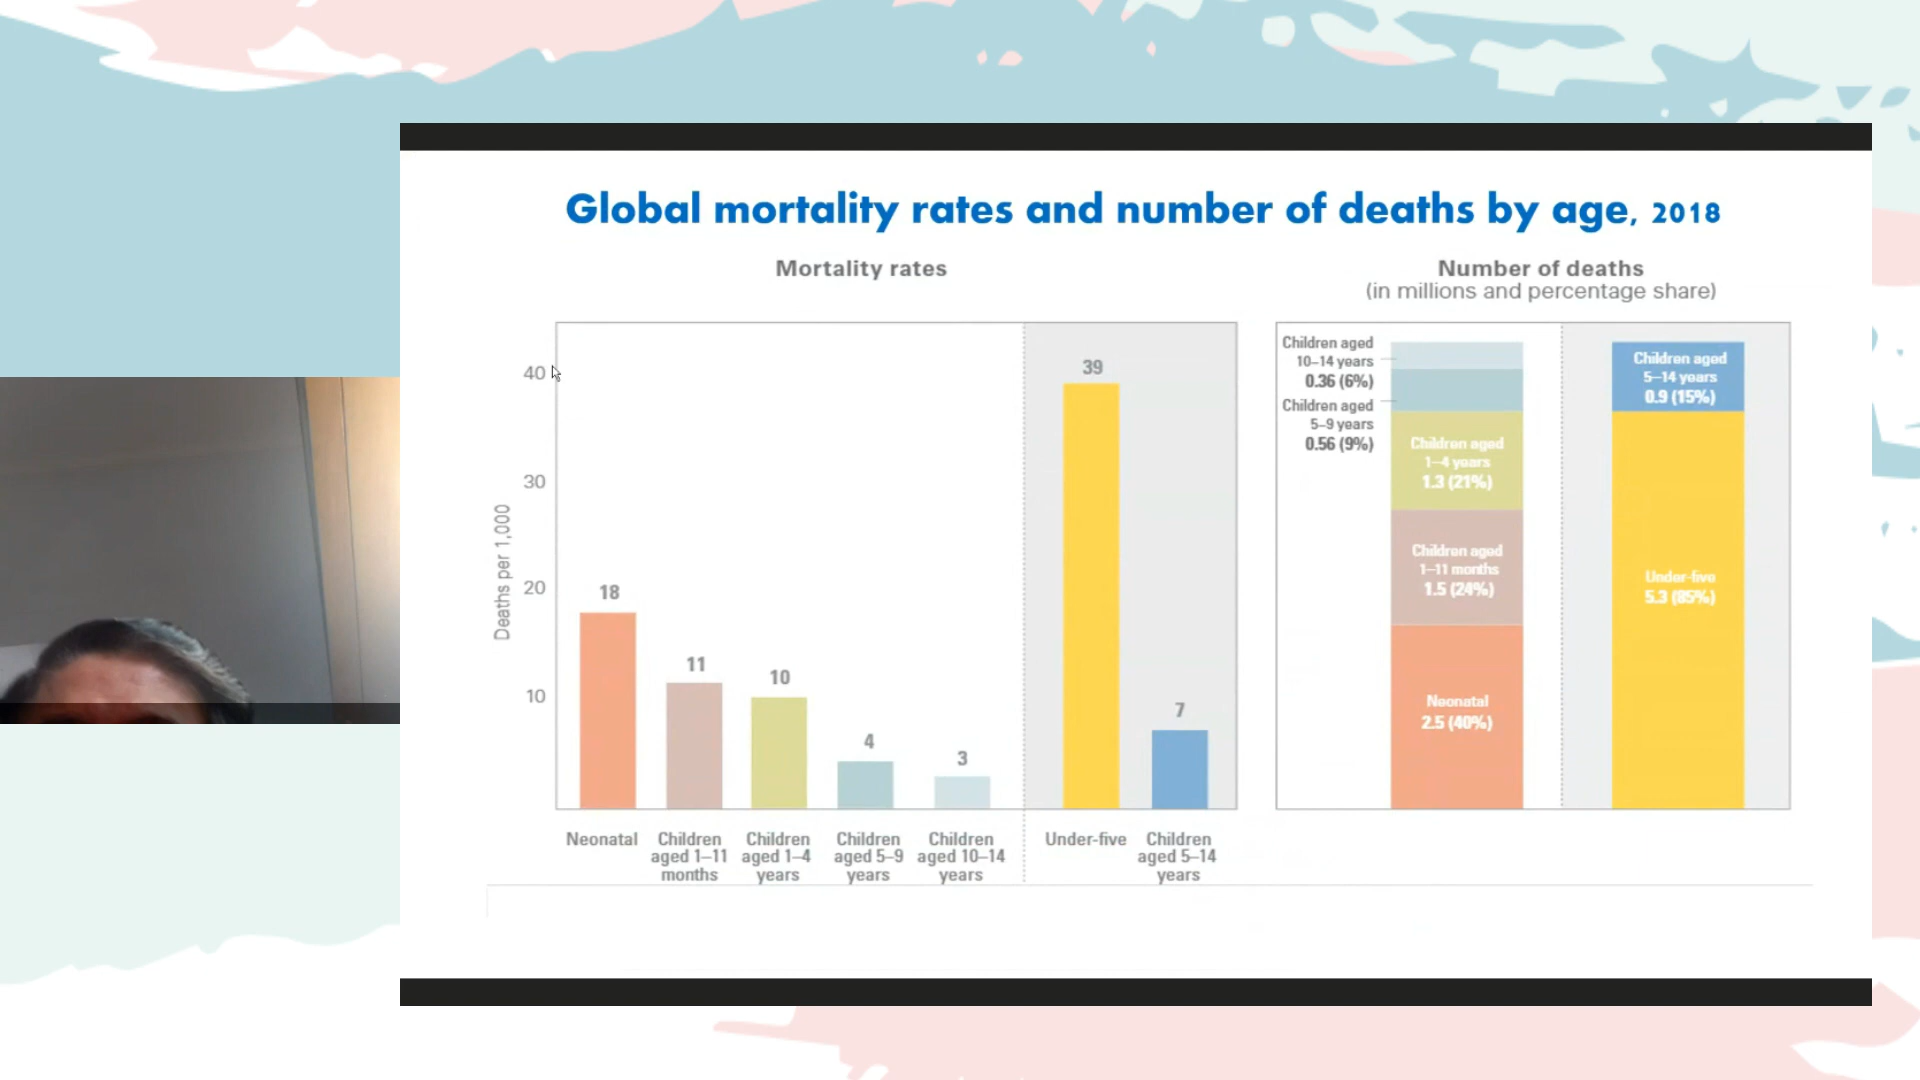 Global mortality rates and number of deaths by age, 2018
Mortality rates
Deaths per 1,000
40
30
20
10
18
11
10
4
3
39
7
Neonatal
Children
aged 1–11
months
Children
aged 1–4
years
Children
aged 5–9
years
Children
aged 10–14
years
Under-five
Children
aged 5–14
years
Number of deaths
(in millions and percentage share)
Children aged
10–14 years
0.36 (6%)
Children aged
5–9 years
0.56 (9%)
Children aged
1–4 years
1.3 (21%)
Children aged
1–11 months
1.5 (24%)
Neonatal
2.5 (40%)
Children aged
5–14 years
0.9 (15%)
Under-five
5.3 (85%)